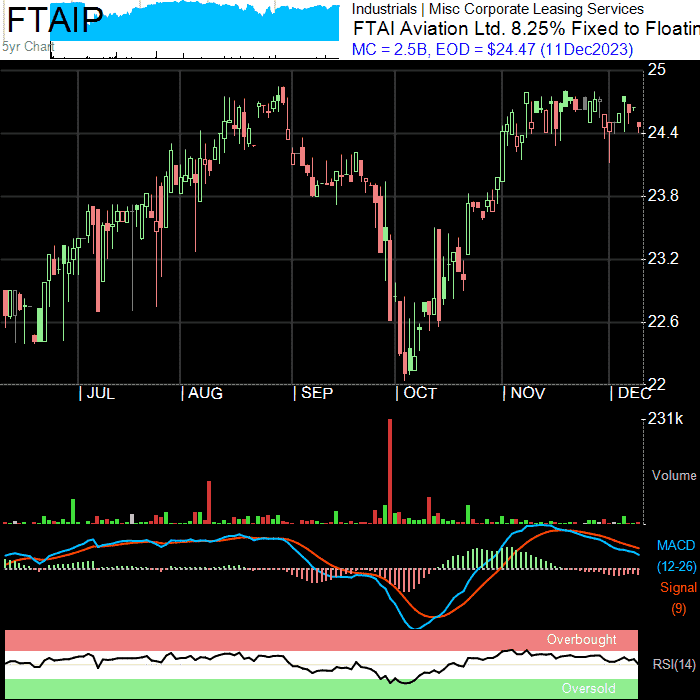 FTAIP
5yr Chart
Industrials | Misc Corporate Leasing Services
FTAI Aviation Ltd. 8.25% Fixed to Floatin
MC = 2.5B, EOD = $24.47 (11Dec2023)
25
24.4
23.8
23.2
22.6
22
| JUL | AUG | SEP | OCT | NOV | DEC
231k
Volume
MACD
(12-26)
Signal
(9)
Overbought
RSI(14)
Oversold